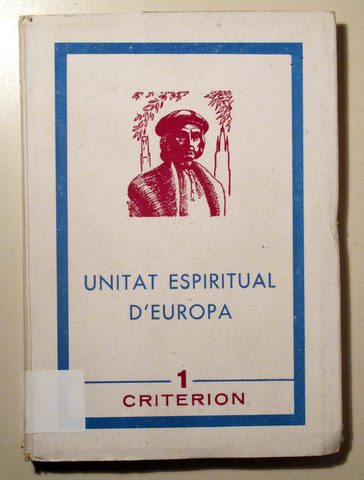 UNITAT ESPIRITUAL
D'EUROPA
1
CRITERION